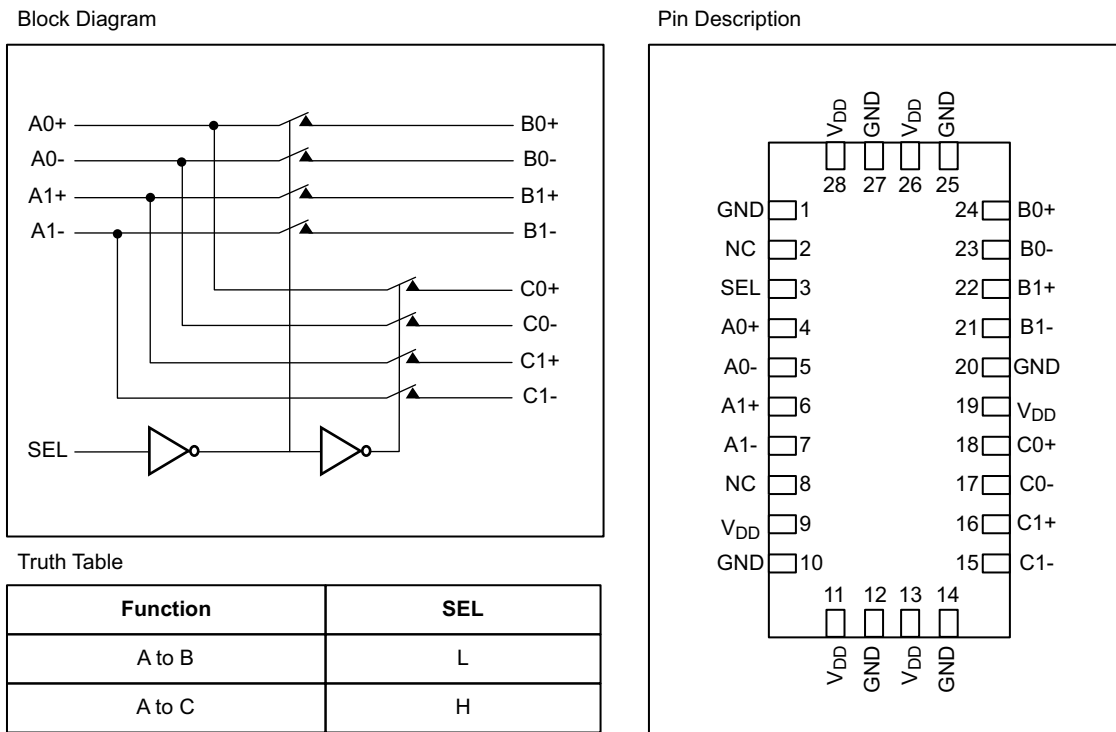 Block Diagram
A0+
B0+
A0-
B0-
A1+
B1+
A1-
B1-
C0+
C0-
C1+
C1-
SEL
Truth Table
Function SEL
A to B L
A to C H
Pin Description
VDD GND VDD GND
28 27 26 25
GND 1 24 B0+
NC 2 23 B0-
SEL 3 22 B1+
A0+ 4 21 B1-
A0- 5 20 GND
A1+ 6 19 VDD
A1- 7 18 C0+
NC 8 17 C0-
VDD 9 16 C1+
GND 10 15 C1-
11 12 13 14
VDD GND VDD GND